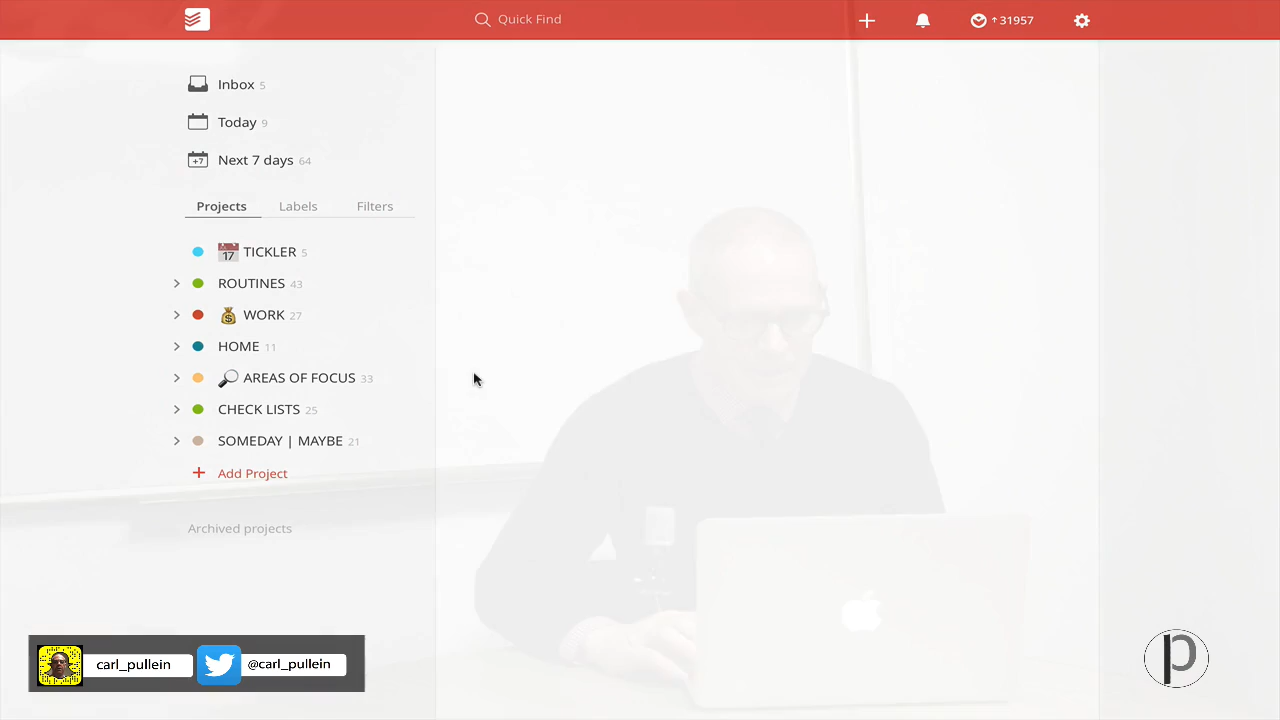 Quick Find
↑31957
Inbox 5
Today 9
+7
Next 7 days 64
Projects Labels Filters
17
TICKLER 5
ROUTINES 43
$
WORK 27
HOME 11
AREAS OF FOCUS 33
CHECK LISTS 25
SOMEDAY | MAYBE 21
+ Add Project
Archived projects
carl_pullein
@carl_pullein
p